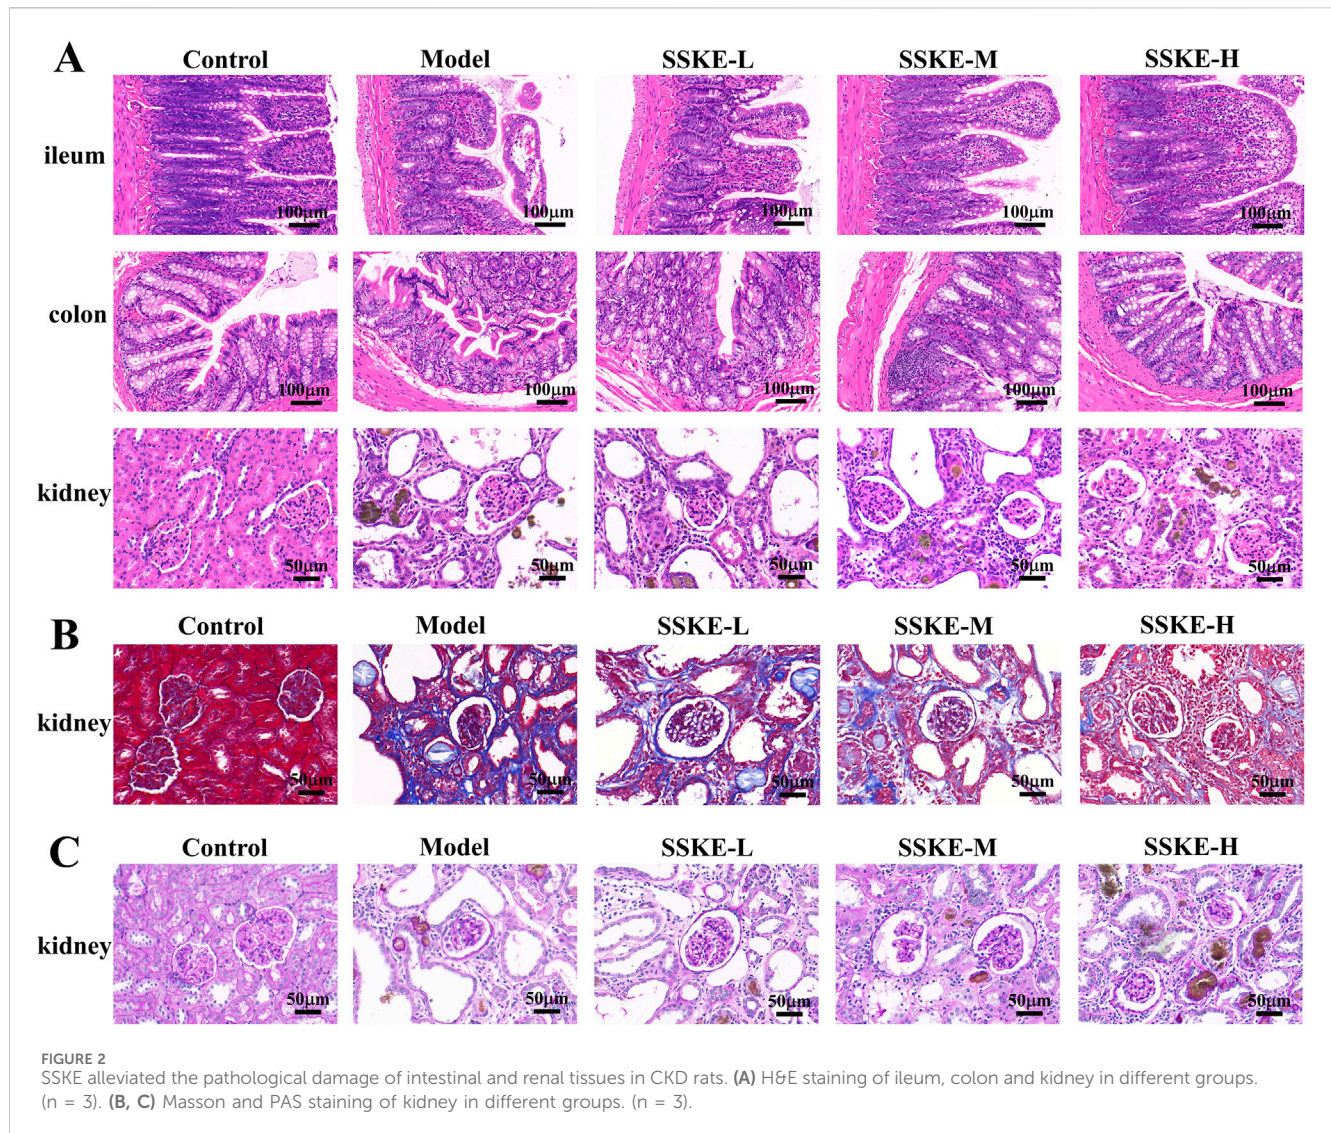 A
Control Model SSKE-L SSKE-M SSKE-H
ileum
100μm 100μm 100μm 100μm 100μm
colon
100μm 100μm 100μm 100μm 100μm
kidney
50μm 50μm 50μm 50μm 50μm
B
Control Model SSKE-L SSKE-M SSKE-H
kidney
50μm 50μm 50μm 50μm 50μm
C
Control Model SSKE-L SSKE-M SSKE-H
kidney
50μm 50μm 50μm 50μm 50μm
FIGURE 2
SSKE alleviated the pathological damage of intestinal and renal tissues in CKD rats. (A) H&E staining of ileum, colon and kidney in different groups.
(n = 3). (B, C) Masson and PAS staining of kidney in different groups. (n = 3).